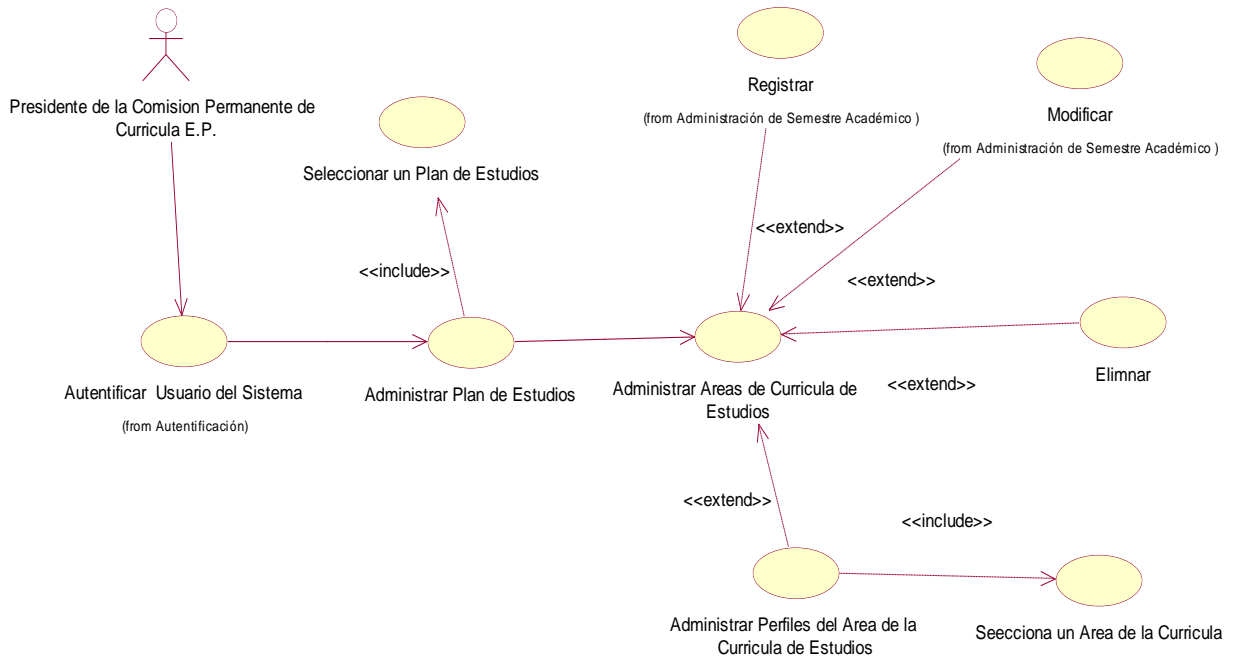 Presidente de la Comision Permanente de
Curricula E.P.
Seleccionar un Plan de Estudios
Registrar
(from Administración de Semestre Académico )
Modificar
(from Administración de Semestre Académico )
<<extend>>
<<include>>
<<extend>>
Autentificar Usuario del Sistema
(from Autentificación)
Administrar Plan de Estudios
Administrar Areas de Curricula de
Estudios
<<extend>>
Elimnar
<<extend>>
<<include>>
Administrar Perfiles del Area de la
Curricula de Estudios
Seecciona un Area de la Curricula